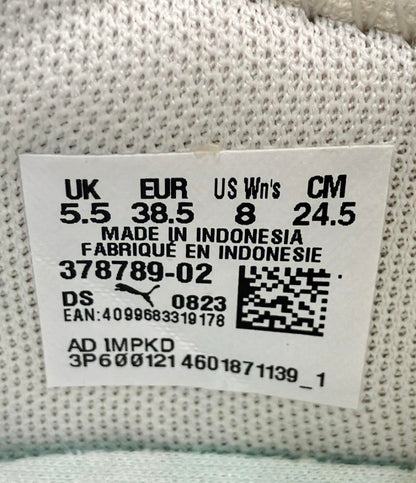 UK EUR US Wn's CM
5.5 38.5 8 24.5
MADE IN INDONESIA
FABRIQUÉ EN INDONESIE
378789-02
DS 0823
EAN:4099683319178
AD IMPKD
3P600121 4601871139_1